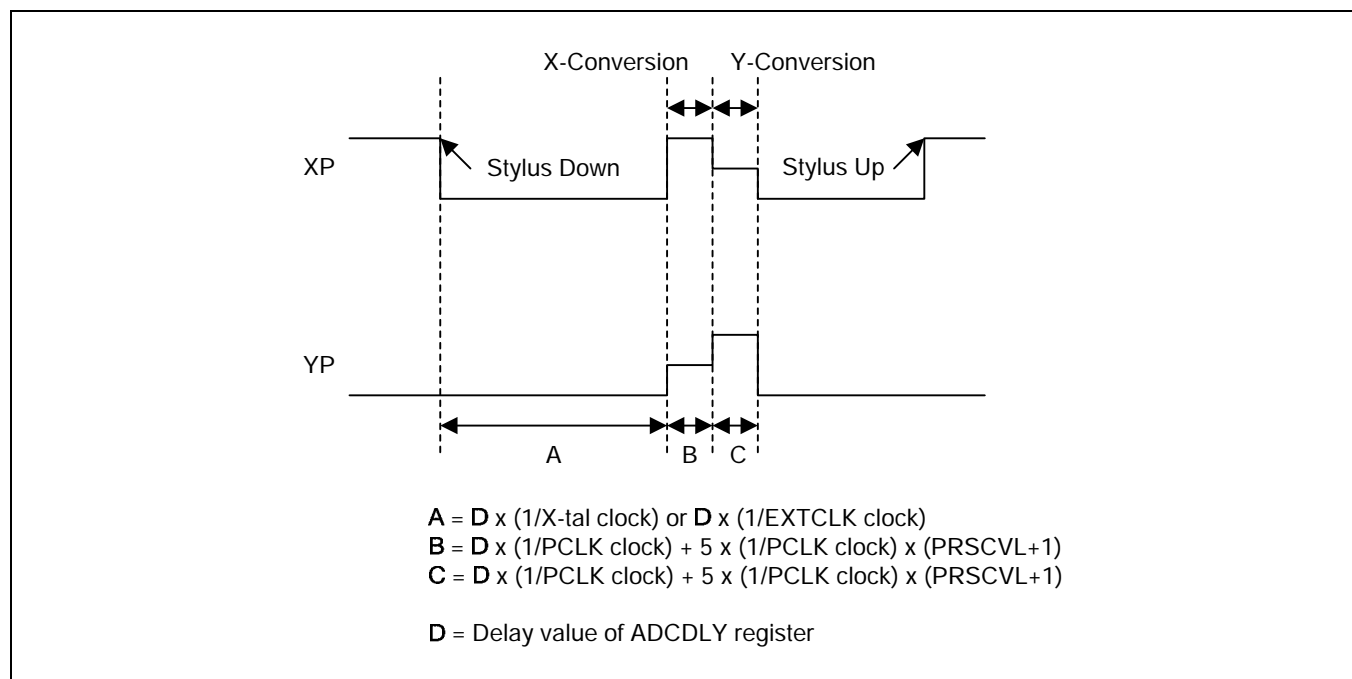 X-Conversion Y-Conversion
XP
Stylus Down
Stylus Up
YP
A B C
A = D x (1/X-tal clock) or D x (1/EXTCLK clock)
B = D x (1/PCLK clock) + 5 x (1/PCLK clock) x (PRSCVL+1)
C = D x (1/PCLK clock) + 5 x (1/PCLK clock) x (PRSCVL+1)
D = Delay value of ADCDLY register